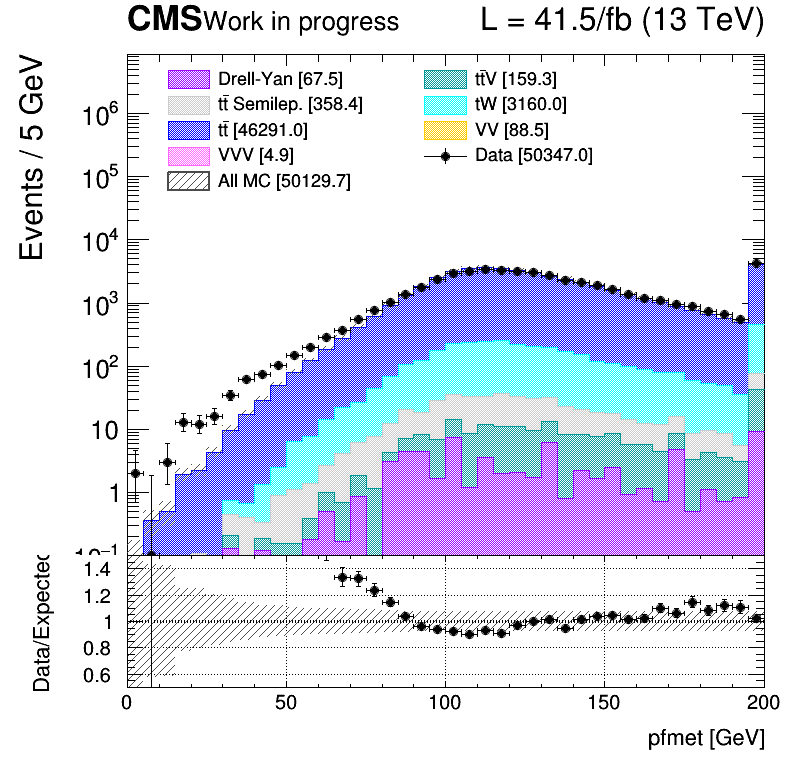 CMS Work in progress L = 41.5/fb (13 TeV)
Drell-Yan [67.5] tt̄V [159.3]
tt̄ Semilep. [358.4] tW [3160.0]
tt̄ [46291.0] VV [88.5]
VVV [4.9] Data [50347.0]
All MC [50129.7]
Events / 5 GeV
10⁶
10⁵
10⁴
10³
10²
10
1
10⁻¹
Data/Expected
1.4
1.2
1
0.8
0.6
0 50 100 150 200
pfmet [GeV]